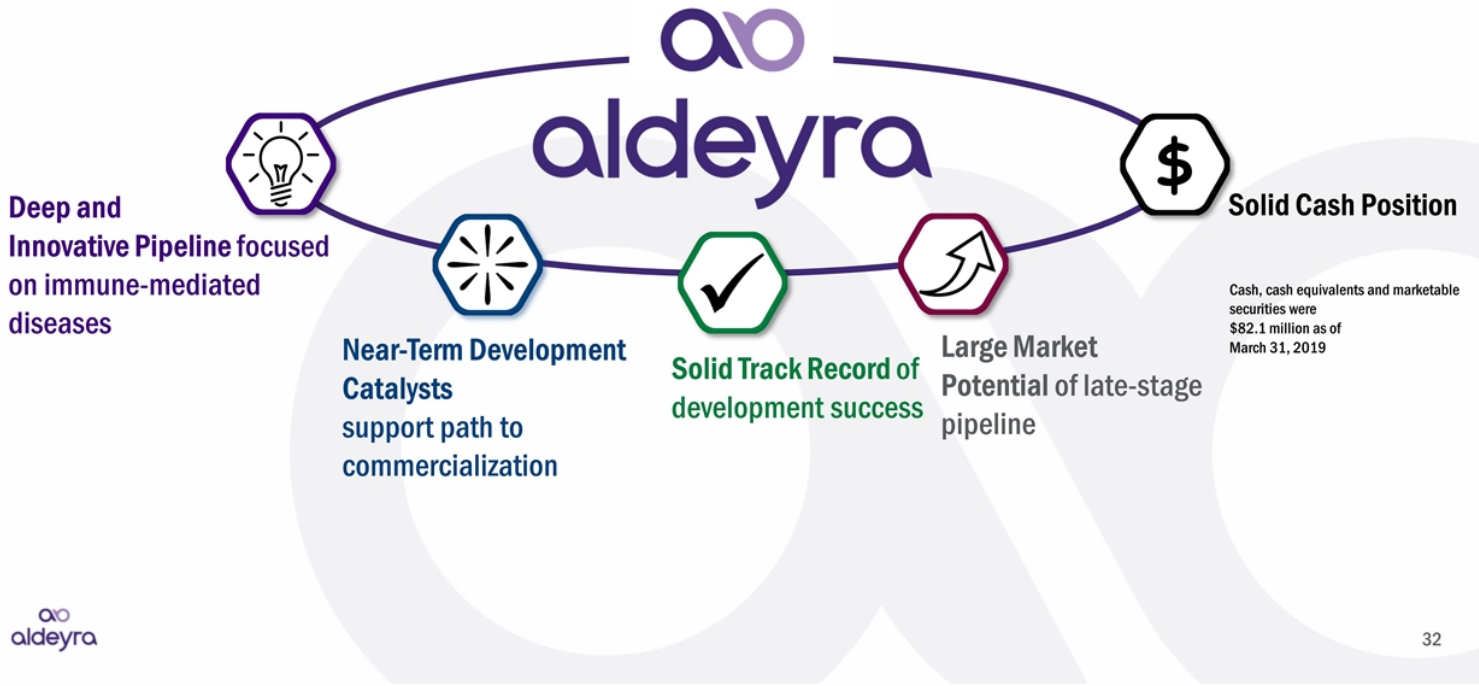 aldeyra
Deep and
Innovative Pipeline focused
on immune-mediated
diseases
Near-Term Development
Catalysts
support path to
commercialization
Solid Track Record of
development success
Large Market
Potential of late-stage
pipeline
$
Solid Cash Position
Cash, cash equivalents and marketable
securities were
$82.1 million as of
March 31, 2019
aldeyra
32